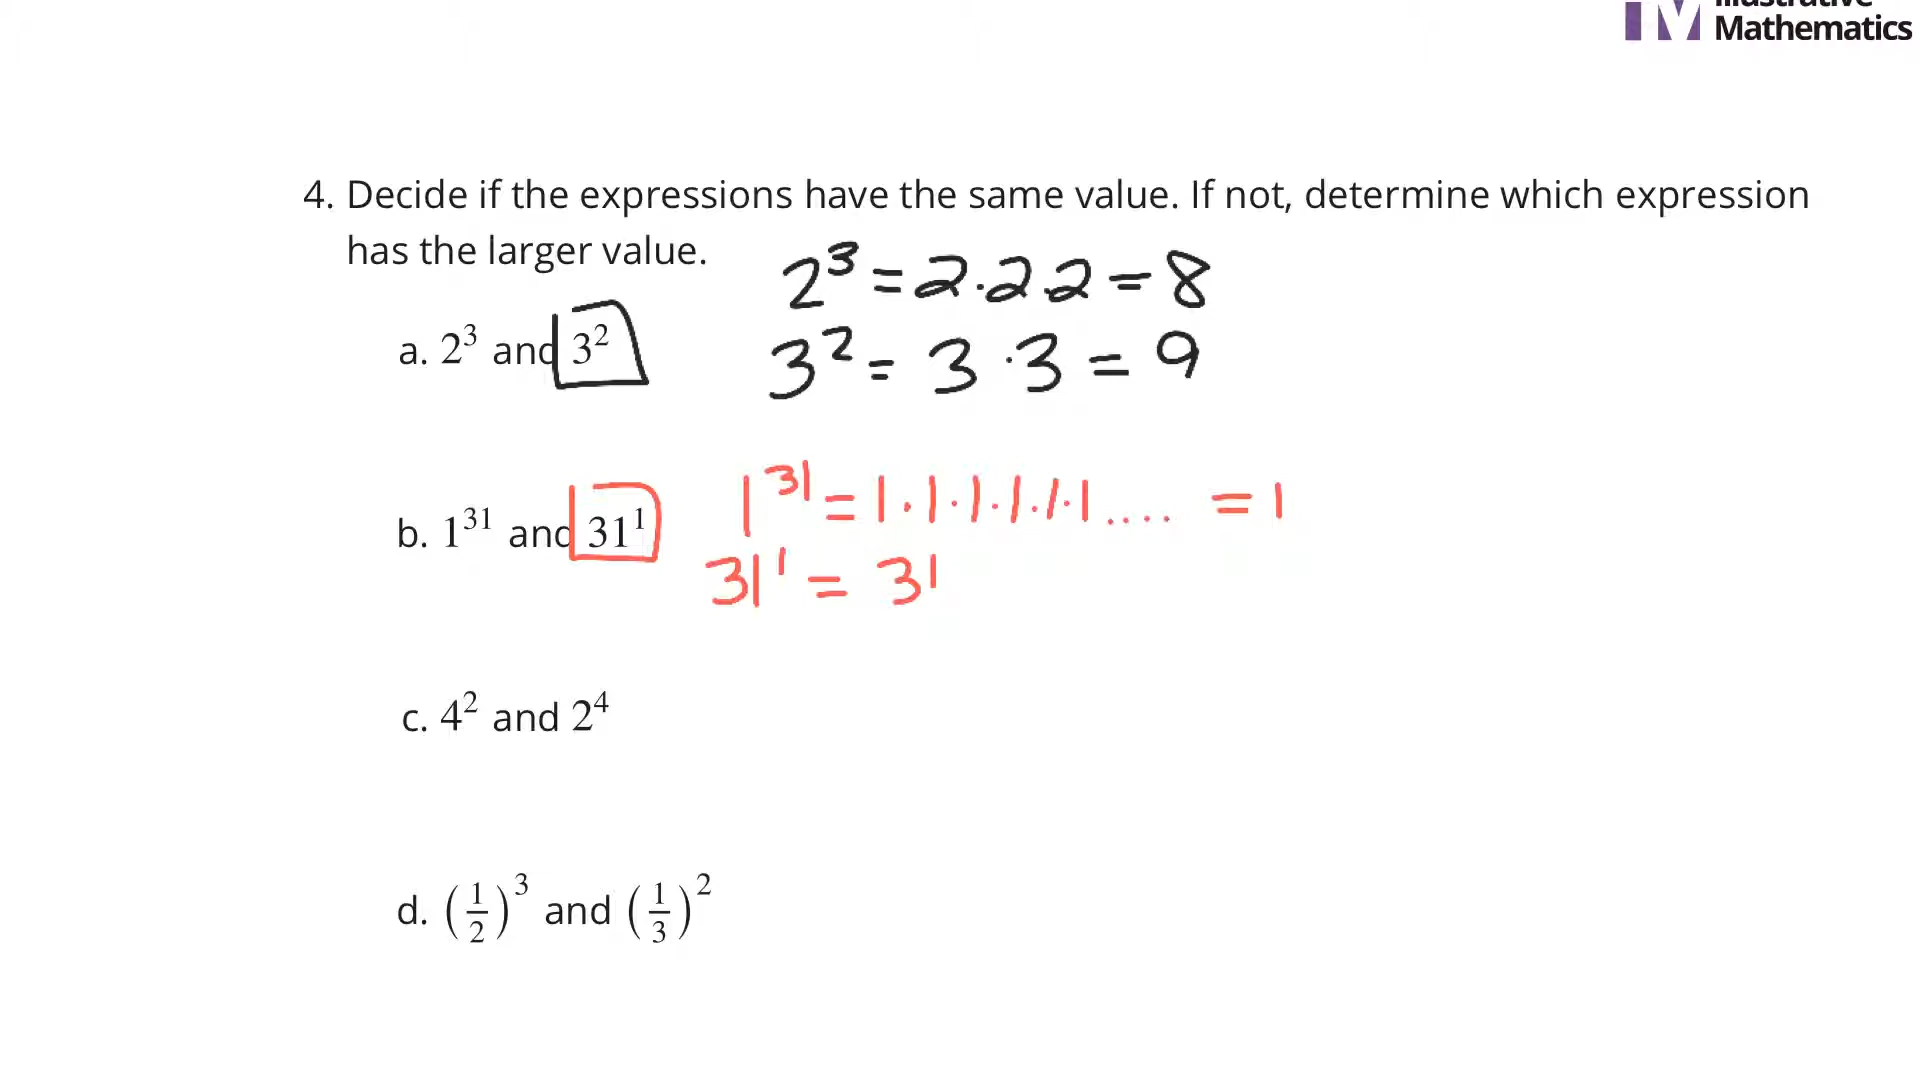 Illustrative
Mathematics
4. Decide if the expressions have the same value. If not, determine which expression
has the larger value.
2³ = 2·2·2 = 8
a. 2³ and 3²
3² = 3·3 = 9
1³¹ = 1·1·1·1·1·1.... = 1
b. 1³¹ and 31¹
31¹ = 31
c. 4² and 2⁴
d. (1/2)³ and (1/3)²